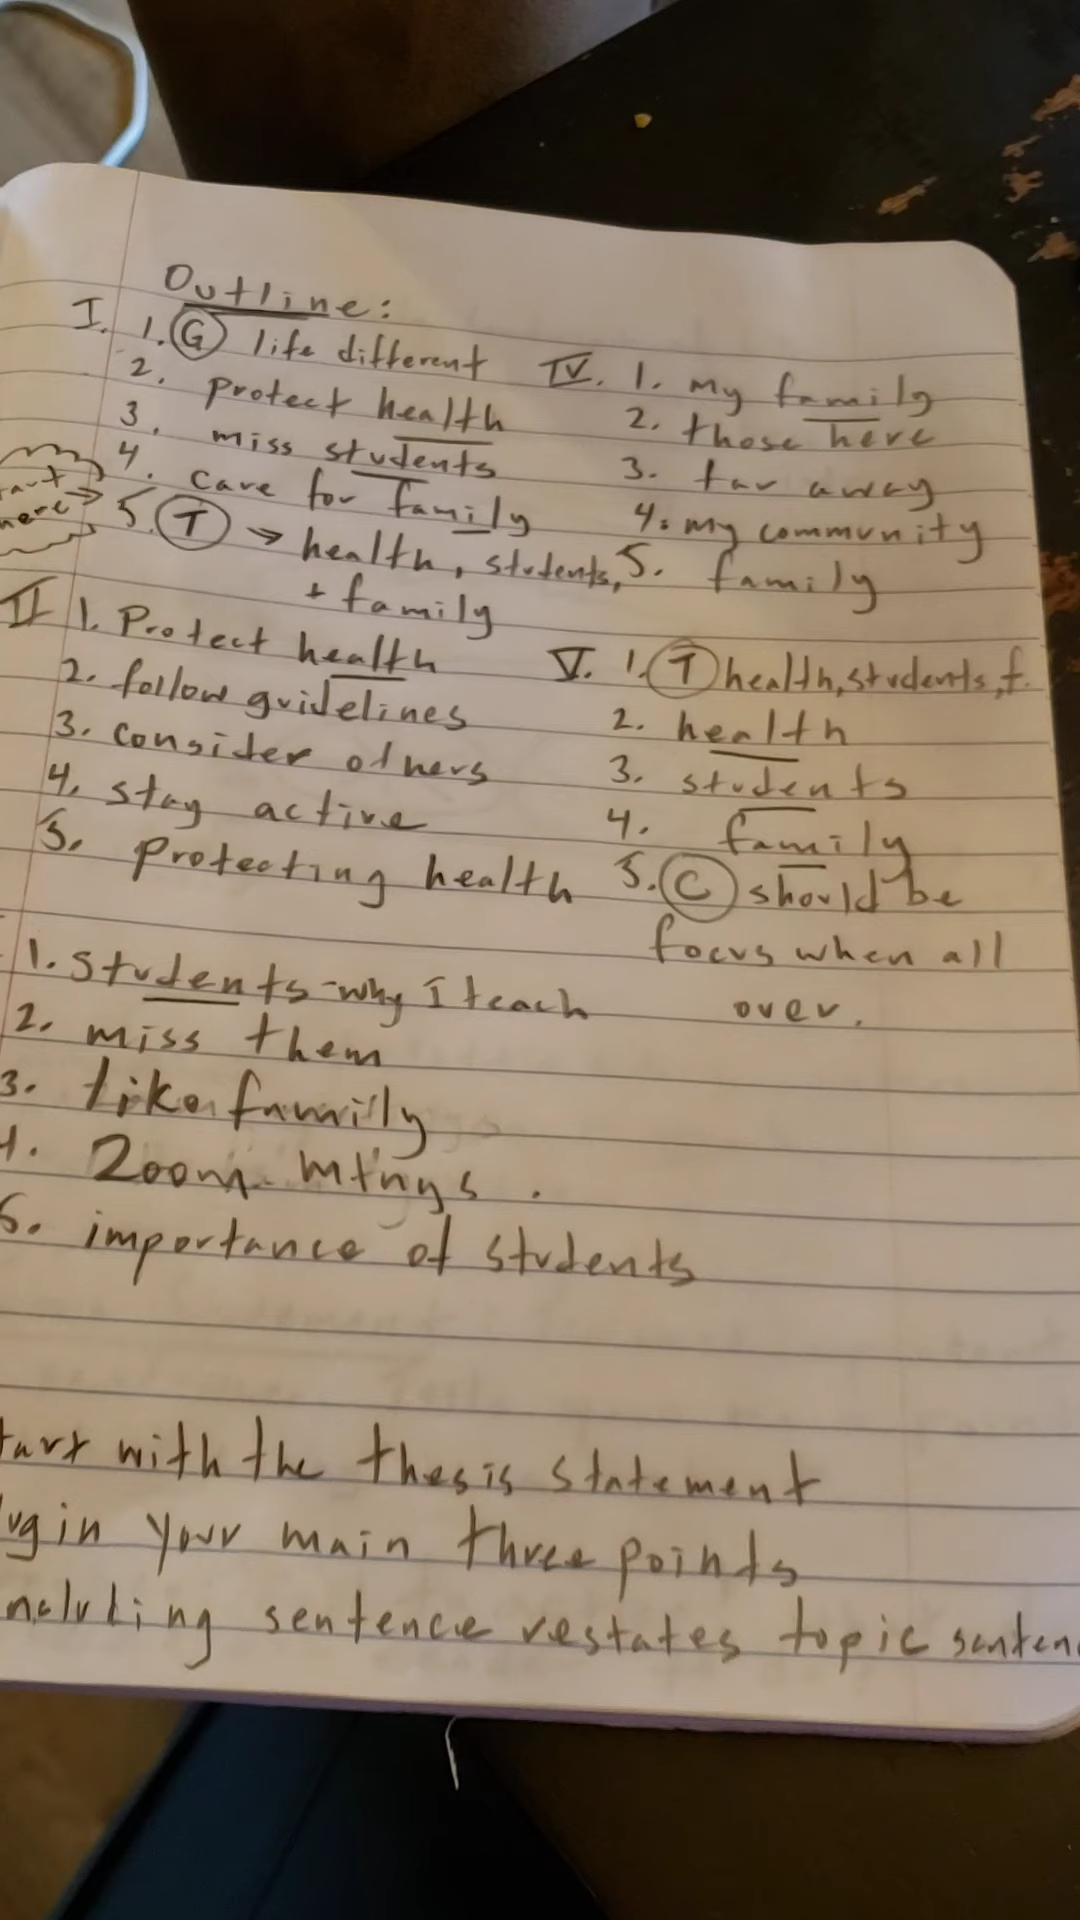 Outline:
I. 1. G life different
2. protect health
3. miss students
4. care for family
here → 5. T → health, students,
+ family
II 1. Protect health
2. follow guidelines
3. consider others
4. stay active
5. protecting health
1. students - why I teach
2. miss them
3. like family
4. Zoom mtngs.
5. importance of students
IV. 1. my family
2. those here
3. far away
4. my community
5. family
V. 1. T health, students, f.
2. health
3. students
4. family
5. C should be
focus when all
over.
with the thesis statement
in your main three points
sentence restates topic